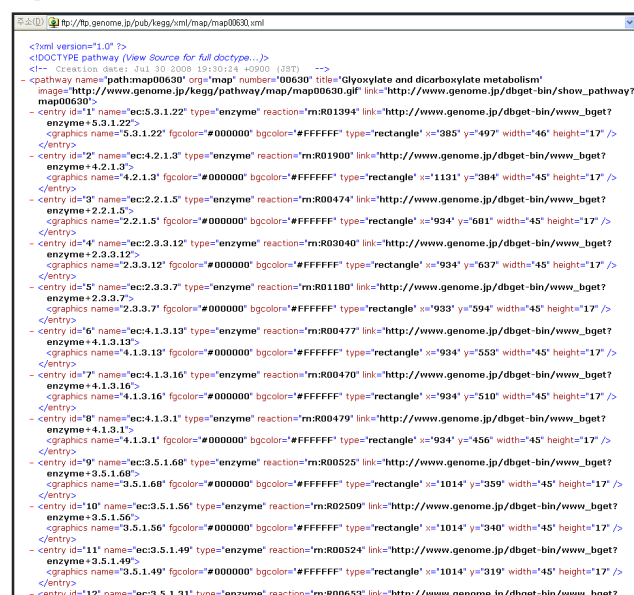 주소(D) ftp://ftp.genome.jp/pub/kegg/xml/map/map00630.xml
<?xml version="1.0" ?>
<!DOCTYPE pathway (View Source for full doctype...)>
<!-- Creation date: Jul 30 2008 19:30:24 +0900 (JST) -->
- <pathway name="path:map00630" org="map" number="00630" title="Glyoxylate and dicarboxylate metabolism"
image="http://www.genome.jp/kegg/pathway/map/map00630.gif" link="http://www.genome.jp/dbget-bin/show_pathway?
map00630">
- <entry id="1" name="ec:5.3.1.22" type="enzyme" reaction="rn:R01394" link="http://www.genome.jp/dbget-bin/www_bget?
enzyme+5.3.1.22">
<graphics name="5.3.1.22" fgcolor="#000000" bgcolor="#FFFFFF" type="rectangle" x="385" y="497" width="46" height="17" />
</entry>
- <entry id="2" name="ec:4.2.1.3" type="enzyme" reaction="rn:R01900" link="http://www.genome.jp/dbget-bin/www_bget?
enzyme+4.2.1.3">
<graphics name="4.2.1.3" fgcolor="#000000" bgcolor="#FFFFFF" type="rectangle" x="1131" y="384" width="45" height="17" />
</entry>
- <entry id="3" name="ec:2.2.1.5" type="enzyme" reaction="rn:R00474" link="http://www.genome.jp/dbget-bin/www_bget?
enzyme+2.2.1.5">
<graphics name="2.2.1.5" fgcolor="#000000" bgcolor="#FFFFFF" type="rectangle" x="934" y="681" width="45" height="17" />
</entry>
- <entry id="4" name="ec:2.3.3.12" type="enzyme" reaction="rn:R03040" link="http://www.genome.jp/dbget-bin/www_bget?
enzyme+2.3.3.12">
<graphics name="2.3.3.12" fgcolor="#000000" bgcolor="#FFFFFF" type="rectangle" x="934" y="637" width="45" height="17" />
</entry>
- <entry id="5" name="ec:2.3.3.7" type="enzyme" reaction="rn:R01180" link="http://www.genome.jp/dbget-bin/www_bget?
enzyme+2.3.3.7">
<graphics name="2.3.3.7" fgcolor="#000000" bgcolor="#FFFFFF" type="rectangle" x="933" y="594" width="45" height="17" />
</entry>
- <entry id="6" name="ec:4.1.3.13" type="enzyme" reaction="rn:R00477" link="http://www.genome.jp/dbget-bin/www_bget?
enzyme+4.1.3.13">
<graphics name="4.1.3.13" fgcolor="#000000" bgcolor="#FFFFFF" type="rectangle" x="934" y="553" width="45" height="17" />
</entry>
- <entry id="7" name="ec:4.1.3.16" type="enzyme" reaction="rn:R00470" link="http://www.genome.jp/dbget-bin/www_bget?
enzyme+4.1.3.16">
<graphics name="4.1.3.16" fgcolor="#000000" bgcolor="#FFFFFF" type="rectangle" x="934" y="510" width="45" height="17" />
</entry>
- <entry id="8" name="ec:4.1.3.1" type="enzyme" reaction="rn:R00479" link="http://www.genome.jp/dbget-bin/www_bget?
enzyme+4.1.3.1">
<graphics name="4.1.3.1" fgcolor="#000000" bgcolor="#FFFFFF" type="rectangle" x="934" y="456" width="45" height="17" />
</entry>
- <entry id="9" name="ec:3.5.1.68" type="enzyme" reaction="rn:R00525" link="http://www.genome.jp/dbget-bin/www_bget?
enzyme+3.5.1.68">
<graphics name="3.5.1.68" fgcolor="#000000" bgcolor="#FFFFFF" type="rectangle" x="1014" y="359" width="45" height="17" />
</entry>
- <entry id="10" name="ec:3.5.1.56" type="enzyme" reaction="rn:R02509" link="http://www.genome.jp/dbget-bin/www_bget?
enzyme+3.5.1.56">
<graphics name="3.5.1.56" fgcolor="#000000" bgcolor="#FFFFFF" type="rectangle" x="1014" y="340" width="45" height="17" />
</entry>
- <entry id="11" name="ec:3.5.1.49" type="enzyme" reaction="rn:R00524" link="http://www.genome.jp/dbget-bin/www_bget?
enzyme+3.5.1.49">
<graphics name="3.5.1.49" fgcolor="#000000" bgcolor="#FFFFFF" type="rectangle" x="1014" y="319" width="45" height="17" />
</entry>
- <entry id="12" name="ec:3.5.1.31" type="enzyme" reaction="rn:R00653" link="http://www.genome.jp/dbget-bin/www_bget?